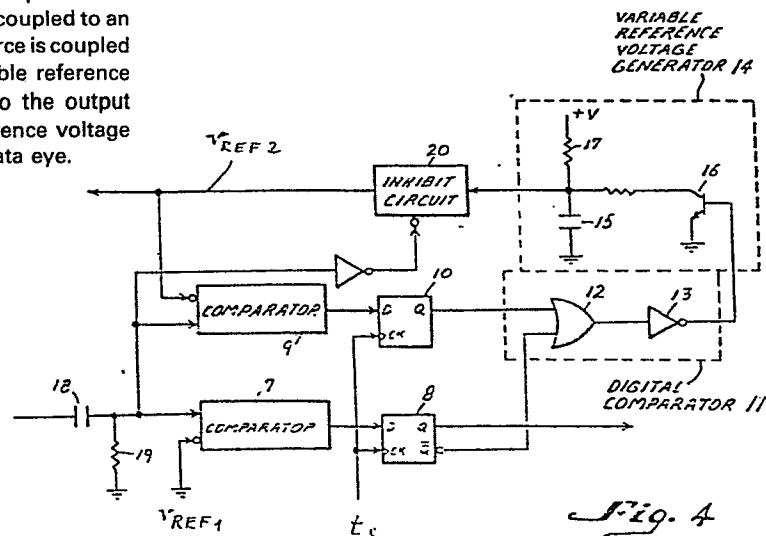 coupled to an
rce is coupled
ble reference
o the output
rence voltage
ata eye.
VARIABLE
REFERENCE
VOLTAGE
GENERATOR 14
+V
17
16
15
VREF 2
20
INHIBIT
CIRCUIT
10
COMPARATOR
9'
D Q
CK
12
13
DIGITAL
COMPARATOR 11
18
19
7
COMPARATOR
8
D Q
CK Q
VREF1
tc
Fig. 4